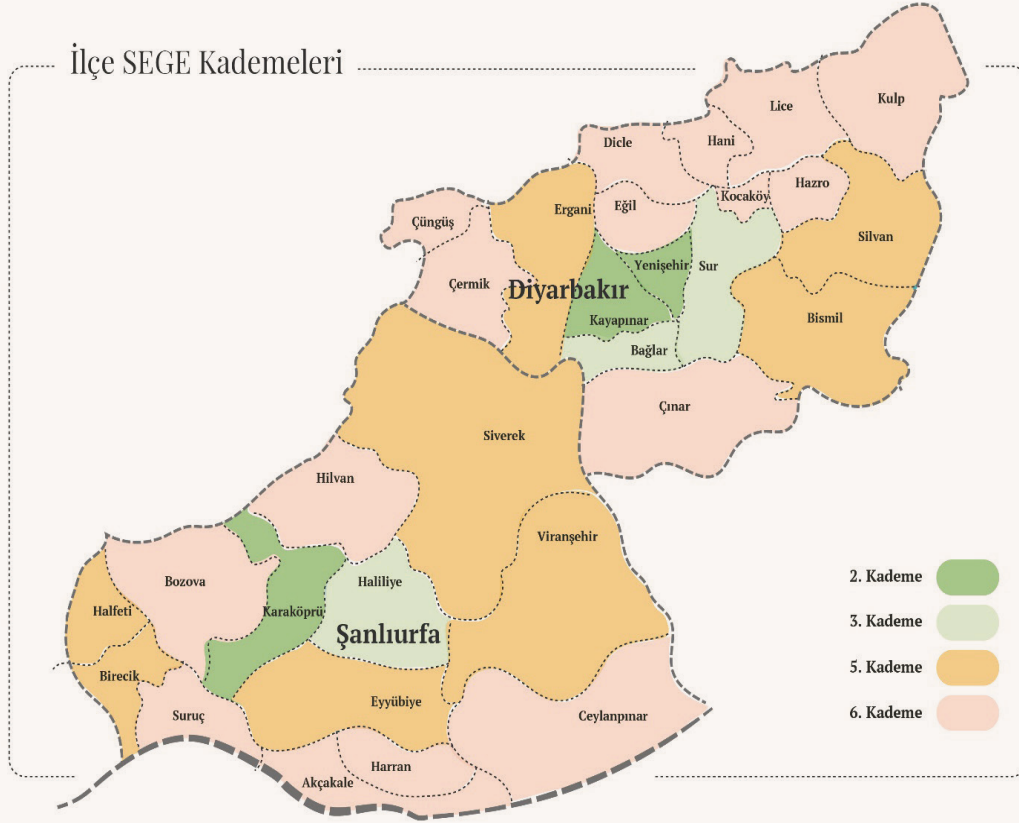 İlçe SEGE Kademeleri
Kulp
Lice
Hani
Dicle
Hazro
Kocaköy
Eğil
Ergani
Çüngüş
Silvan
Yenişehir
Sur
Çermik
Diyarbakır
Kayapınar
Bismil
Bağlar
Çınar
Siverek
Hilvan
Viranşehir
Bozova
Haliliye
Halfeti
Karaköprü
Şanlıurfa
Birecik
Eyyübiye
Suruç
Ceylanpınar
Harran
Akçakale
2. Kademe
3. Kademe
5. Kademe
6. Kademe